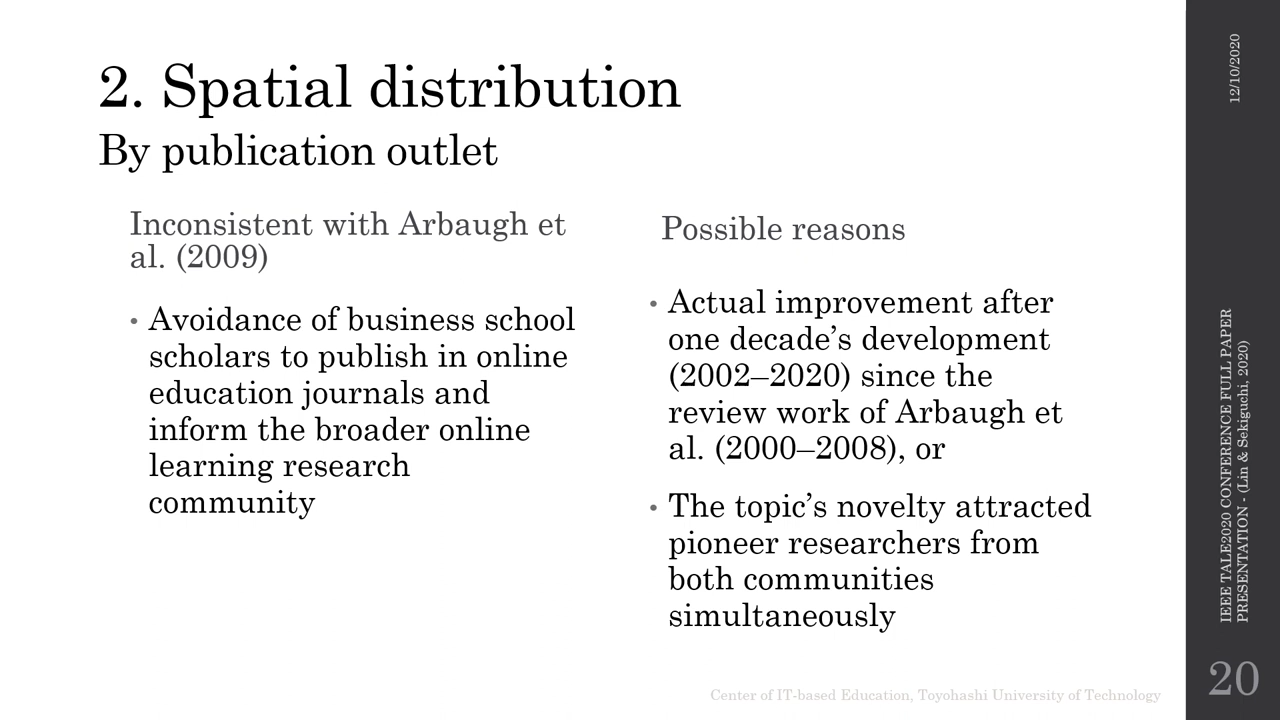 2. Spatial distribution
By publication outlet
Inconsistent with Arbaugh et
al. (2009)
• Avoidance of business school
scholars to publish in online
education journals and
inform the broader online
learning research
community
Possible reasons
• Actual improvement after
one decade’s development
(2002–2020) since the
review work of Arbaugh et
al. (2000–2008), or
• The topic’s novelty attracted
pioneer researchers from
both communities
simultaneously
12/10/2020
IEEE TALE2020 CONFERENCE FULL PAPER
PRESENTATION - (Lin & Sekiguchi, 2020)
20
Center of IT-based Education, Toyohashi University of Technology